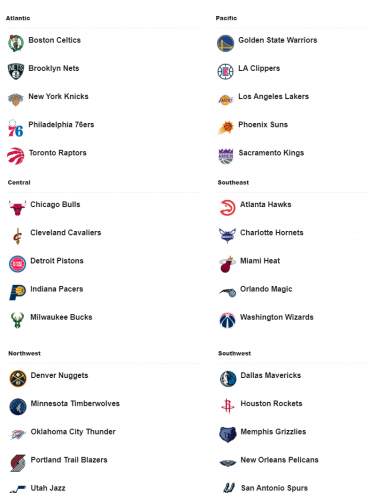 Atlantic
Boston Celtics
Brooklyn Nets
New York Knicks
Philadelphia 76ers
Toronto Raptors
Pacific
Golden State Warriors
LA Clippers
Los Angeles Lakers
Phoenix Suns
Sacramento Kings
Central
Chicago Bulls
Cleveland Cavaliers
Detroit Pistons
Indiana Pacers
Milwaukee Bucks
Southeast
Atlanta Hawks
Charlotte Hornets
Miami Heat
Orlando Magic
Washington Wizards
Northwest
Denver Nuggets
Minnesota Timberwolves
Oklahoma City Thunder
Portland Trail Blazers
Utah Jazz
Southwest
Dallas Mavericks
Houston Rockets
Memphis Grizzlies
New Orleans Pelicans
San Antonio Spurs